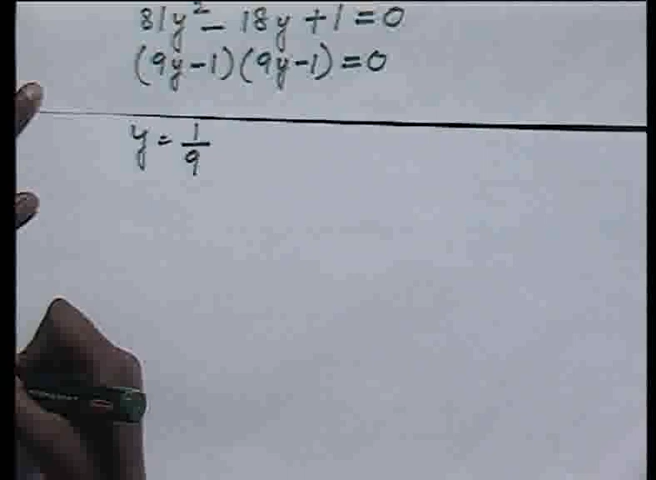 81y² - 18y + 1 = 0
(9y-1)(9y-1) = 0
y = 1/9